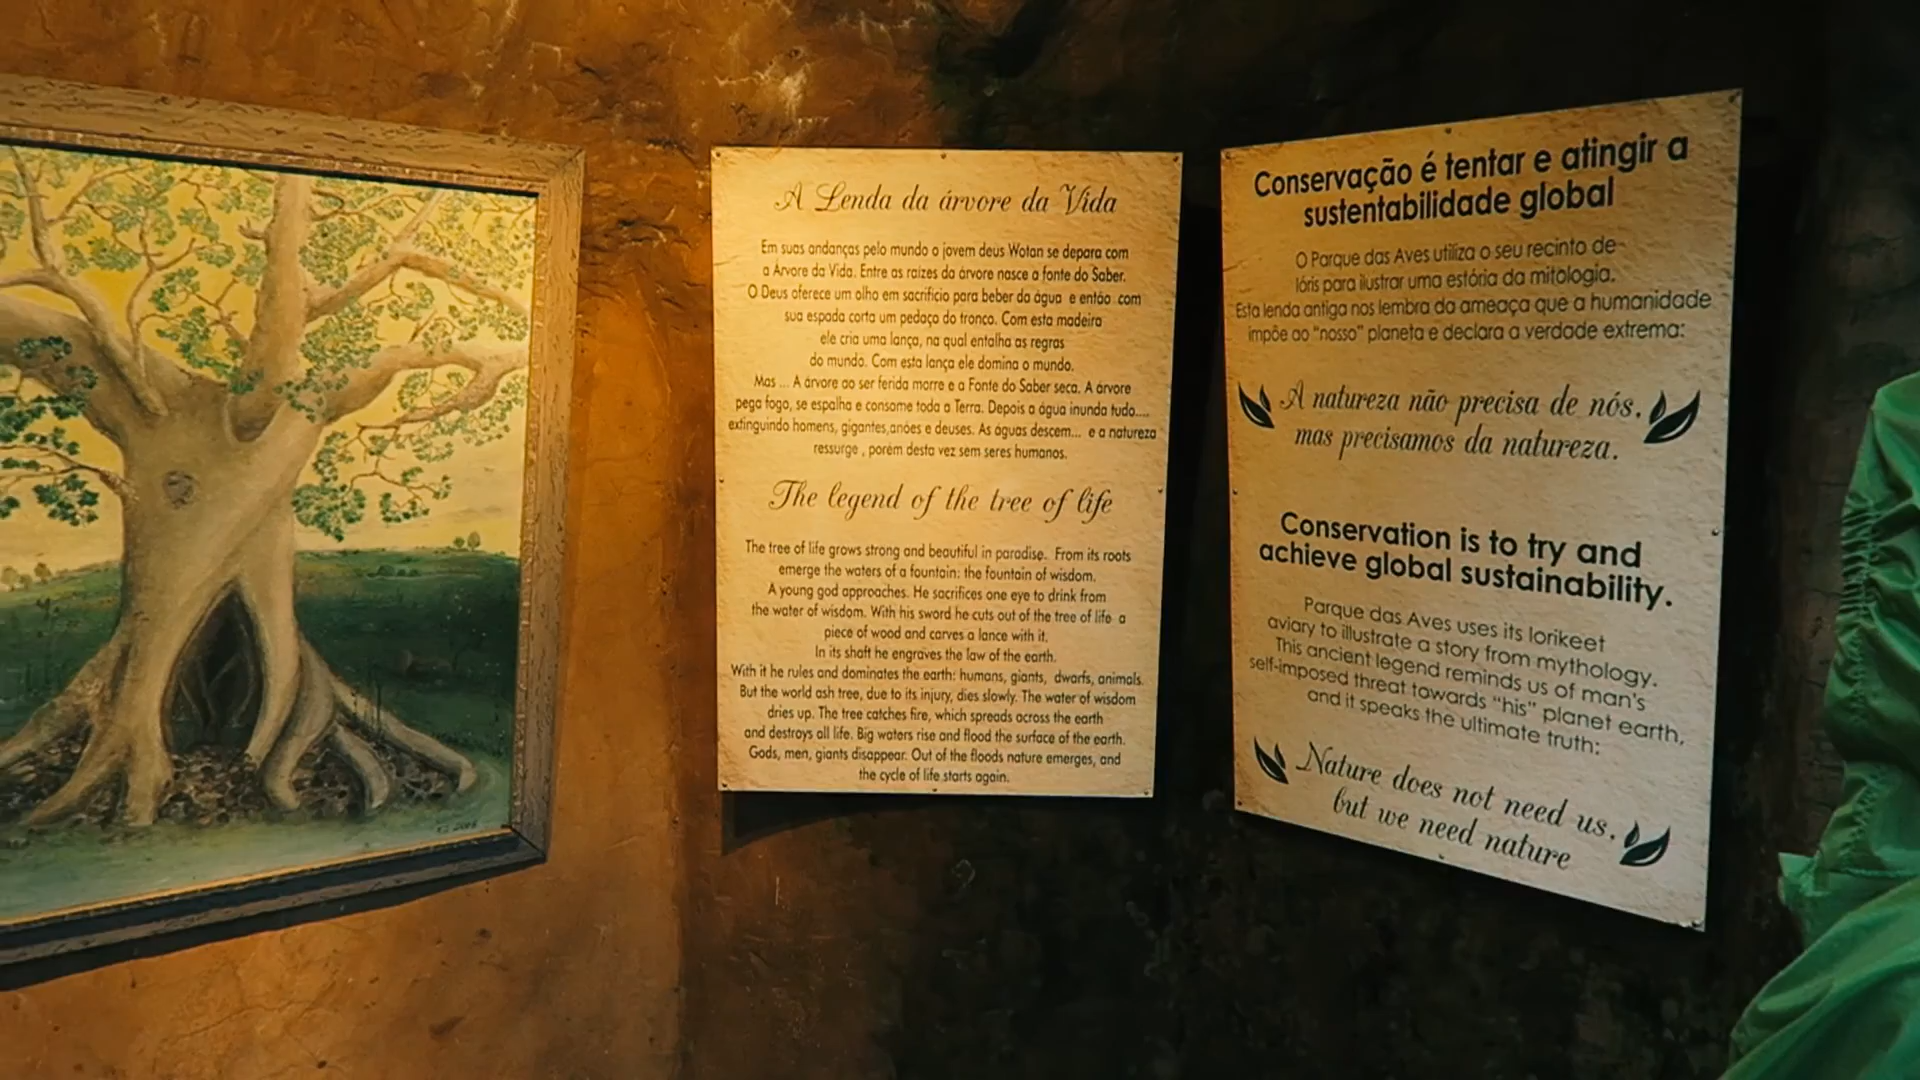 A Lenda da árvore da Vida
Em suas andanças pelo mundo o jovem deus Wotan se depara com
a Árvore da Vida. Entre as raízes da árvore nasce a fonte do Saber.
O Deus oferece um olho em sacrifício para beber da água e então com
sua espada corta um pedaço do tronco. Com esta madeira
ele cria uma lança, na qual entalha as regras
do mundo. Com esta lança ele domina o mundo.
Mas ... A árvore ao ser ferida morre e a Fonte do Saber seca. A árvore
pega fogo, se espalha e consome toda a Terra. Depois a água inunda tudo....
extinguindo homens, gigantes,anões e deuses. As águas descem... e a natureza
ressurge , porém desta vez sem seres humanos.
The legend of the tree of life
The tree of life grows strong and beautiful in paradise. From its roots
emerge the waters of a fountain: the fountain of wisdom.
A young god approaches. He sacrifices one eye to drink from
the water of wisdom. With his sword he cuts out of the tree of life a
piece of wood and carves a lance with it.
In its shaft he engraves the law of the earth.
With it he rules and dominates the earth: humans, giants, dwarfs, animals.
But the world ash tree, due to its injury, dies slowly. The water of wisdom
dries up. The tree catches fire, which spreads across the earth
and destroys all life. Big waters rise and flood the surface of the earth.
Gods, men, giants disappear. Out of the floods nature emerges, and
the cycle of life starts again.
Conservação é tentar e atingir a
sustentabilidade global
O Parque das Aves utiliza o seu recinto de
lóris para ilustrar uma estória da mitologia.
Esta lenda antiga nos lembra da ameaça que a humanidade
impõe ao "nosso" planeta e declara a verdade extrema:
A natureza não precisa de nós,
mas precisamos da natureza.
Conservation is to try and
achieve global sustainability.
Parque das Aves uses its lorikeet
aviary to illustrate a story from mythology.
This ancient legend reminds us of man's
self-imposed threat towards "his" planet earth,
and it speaks the ultimate truth:
Nature does not need us,
but we need nature